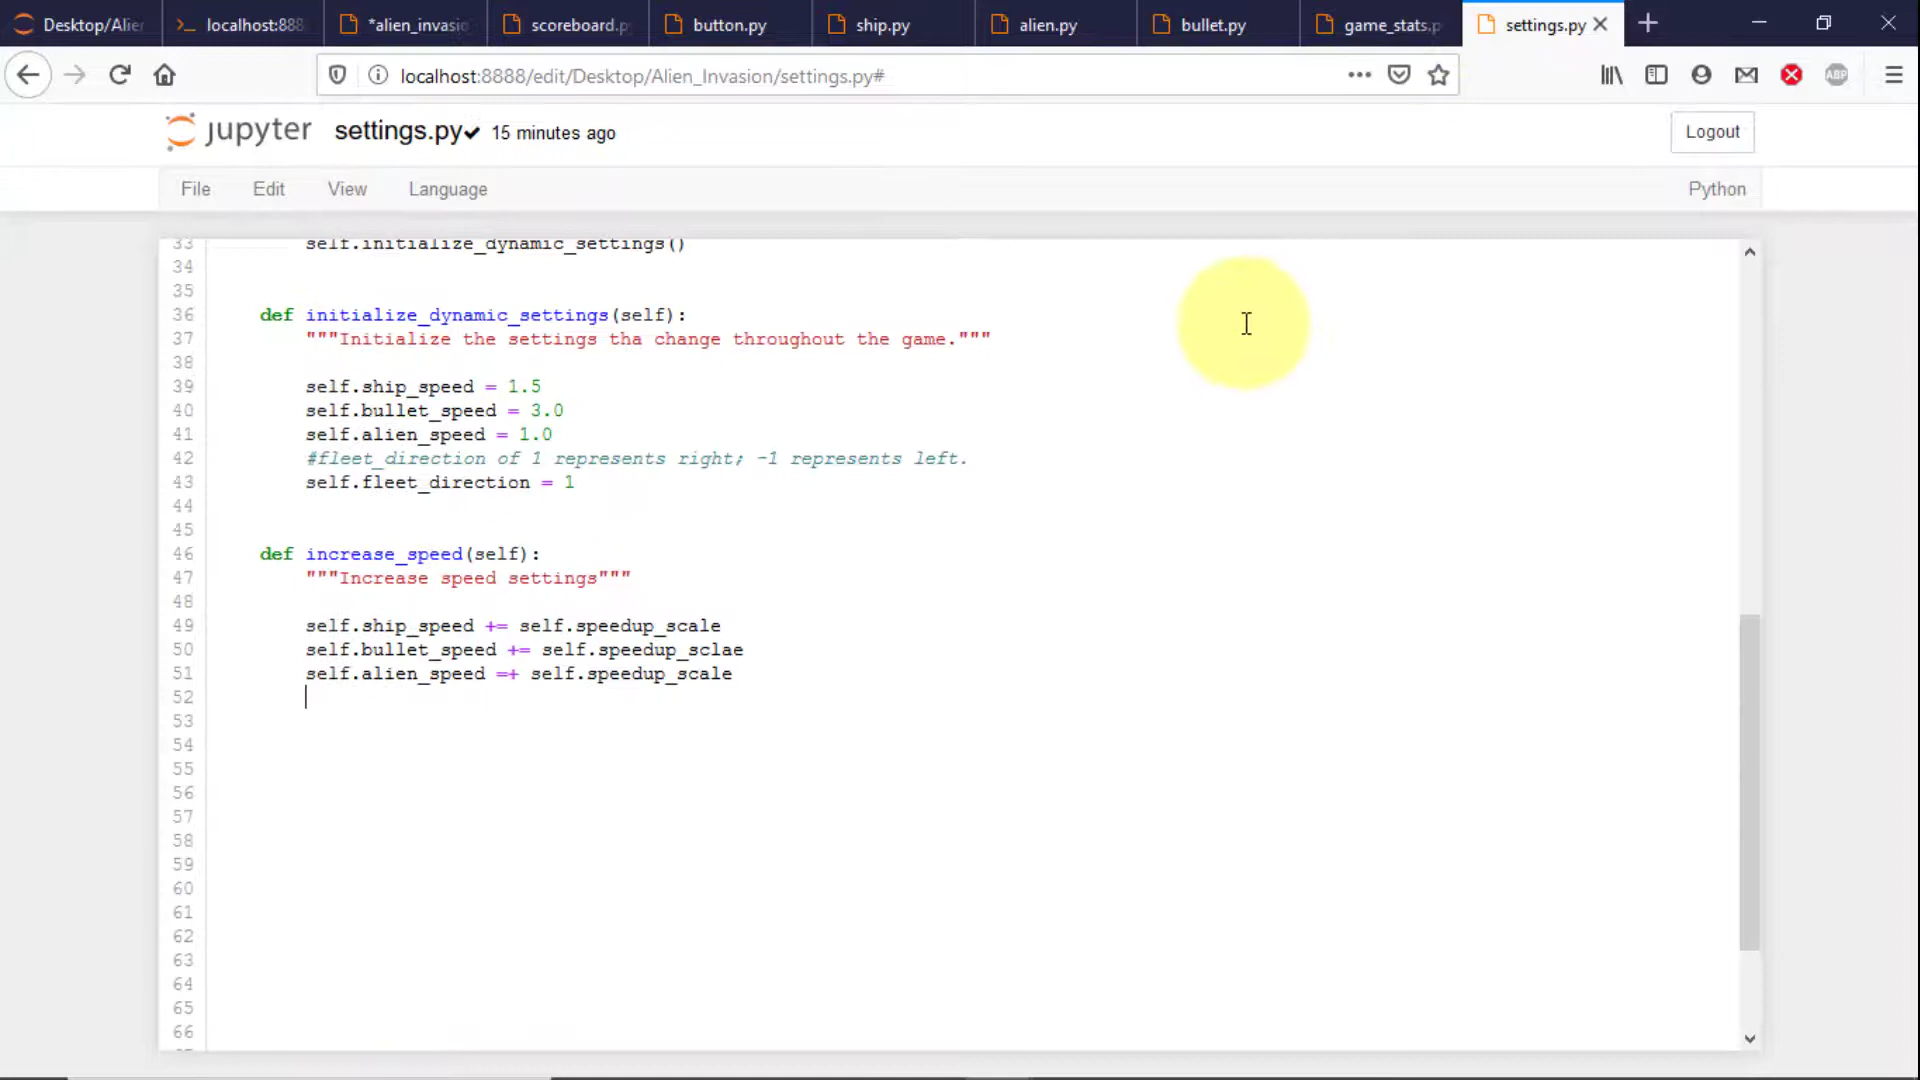 Desktop/Alie
localhost:888
*alien_invasio
scoreboard.p
button.py
ship.py
alien.py
bullet.py
game_stats.p
settings.py
localhost:8888/edit/Desktop/Alien_Invasion/settings.py#
ABP
jupyter settings.py 15 minutes ago
Logout
File Edit View Language Python
33 self.initialize_dynamic_settings()
34
35
36 def initialize_dynamic_settings(self):
37 """Initialize the settings tha change throughout the game."""
38
39 self.ship_speed = 1.5
40 self.bullet_speed = 3.0
41 self.alien_speed = 1.0
42 #fleet_direction of 1 represents right; -1 represents left.
43 self.fleet_direction = 1
44
45
46 def increase_speed(self):
47 """Increase speed settings"""
48
49 self.ship_speed += self.speedup_scale
50 self.bullet_speed += self.speedup_sclae
51 self.alien_speed =+ self.speedup_scale
52
53
54
55
56
57
58
59
60
61
62
63
64
65
66